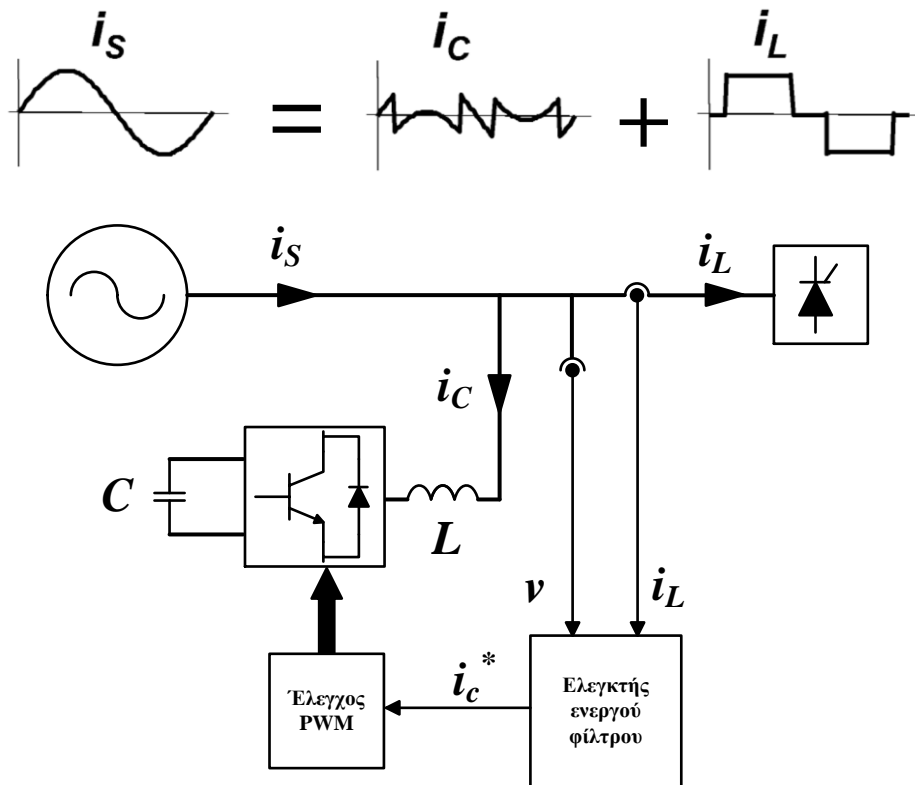 i_S = i_C + i_L
i_S
i_L
i_C
C
L
v
i_L
i_c^*
Έλεγχος
PWM
Ελεγκτής
ενεργού
φίλτρου